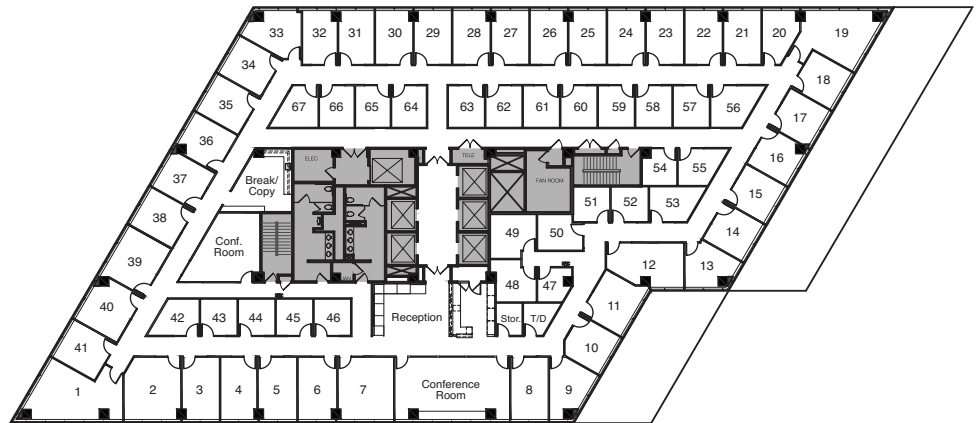 33 32 31 30 29 28 27 26 25 24 23 22 21 20 19
34 18
35 67 66 65 64 63 62 61 60 59 58 57 56 17
36 ELEC TELE 16
37 Break/
Copy
FAN ROOM 54 55 15
38 51 52 53 14
39 Conf.
Room
49 50 13
40 48 47 12 11
41 42 43 44 45 46 Reception Stor. T/D 10
1 2 3 4 5 6 7 Conference
Room
8 9